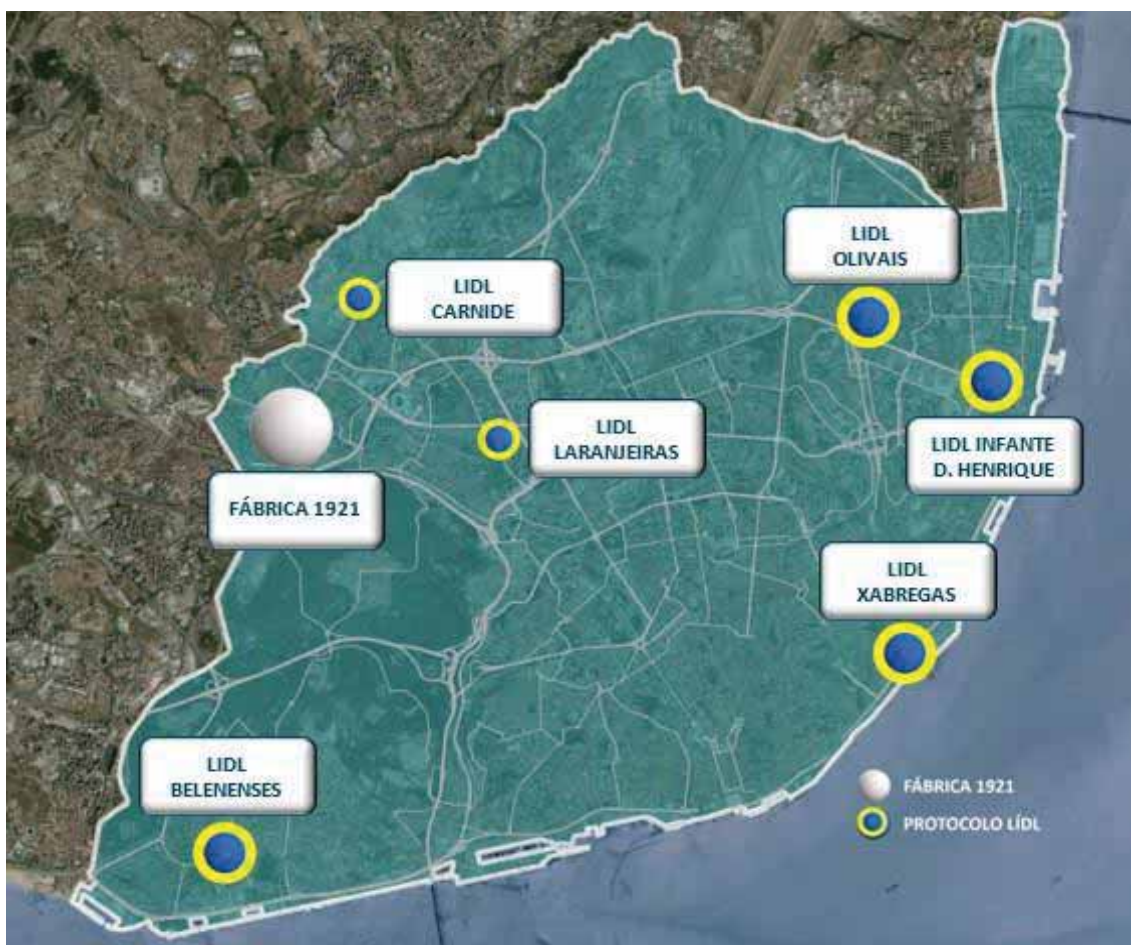 LIDL
OLIVAIS
LIDL
CARNIDE
LIDL
LARANJEIRAS
LIDL INFANTE
D. HENRIQUE
FÁBRICA 1921
LIDL
XABREGAS
LIDL
BELENENSES
FÁBRICA 1921
PROTOCOLO LÍDL